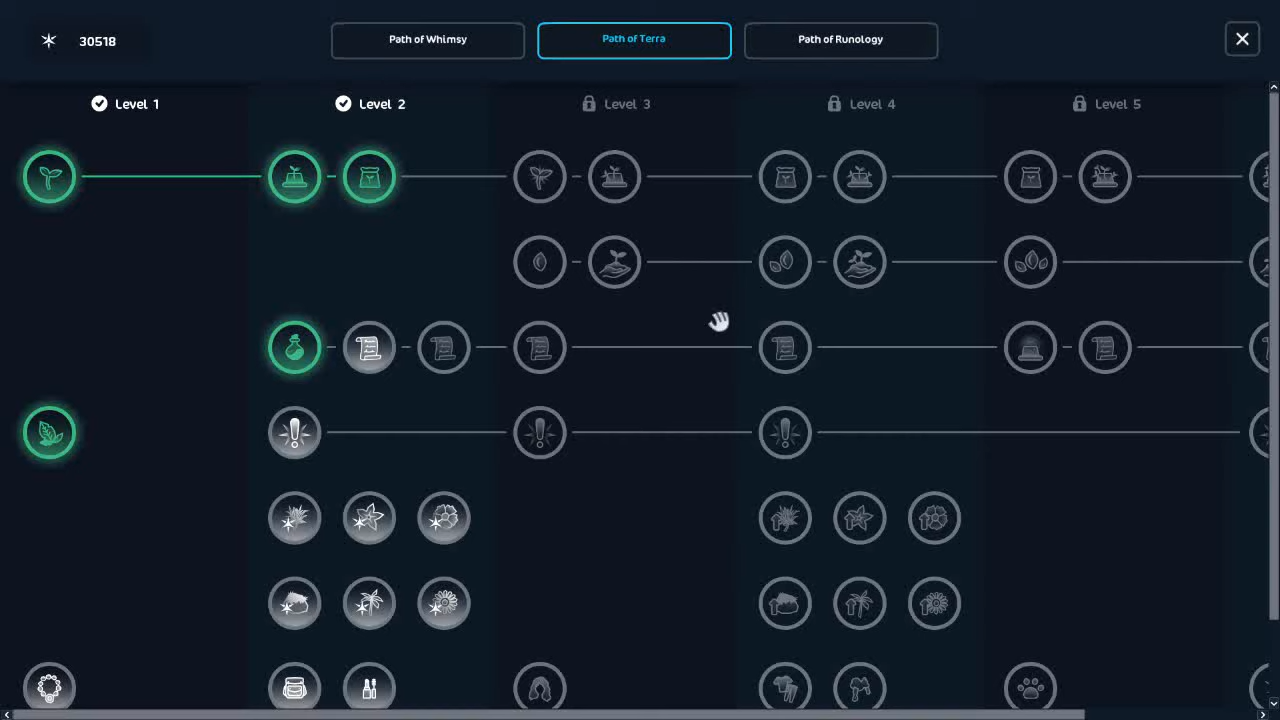 30518
Path of Whimsy
Path of Terra
Path of Runology
Level 1
Level 2
Level 3
Level 4
Level 5